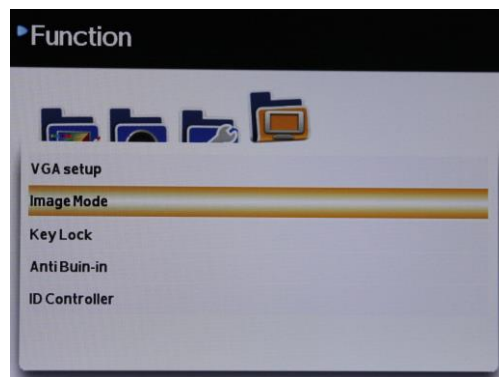 Function
VGA setup
Image Mode
Key Lock
Anti Buin-in
ID Controller